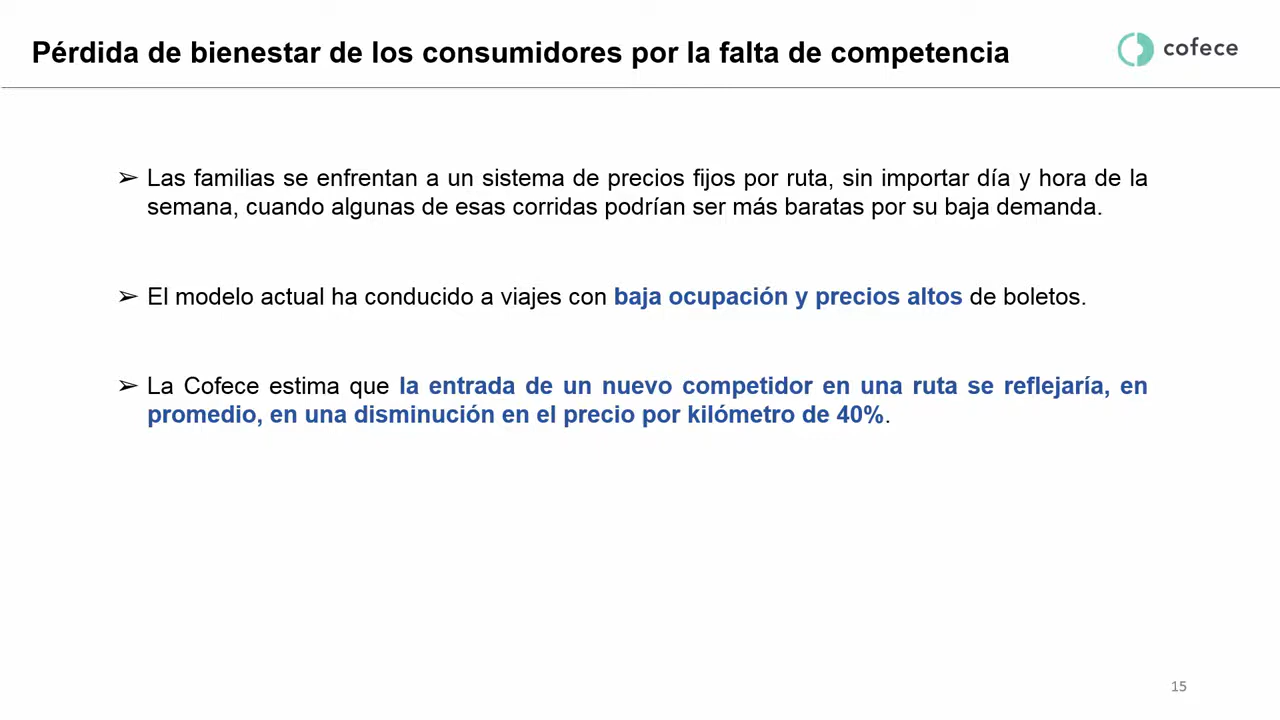 Pérdida de bienestar de los consumidores por la falta de competencia
cofece
➢ Las familias se enfrentan a un sistema de precios fijos por ruta, sin importar día y hora de la
semana, cuando algunas de esas corridas podrían ser más baratas por su baja demanda.
➢ El modelo actual ha conducido a viajes con baja ocupación y precios altos de boletos.
➢ La Cofece estima que la entrada de un nuevo competidor en una ruta se reflejaría, en
promedio, en una disminución en el precio por kilómetro de 40%.
15